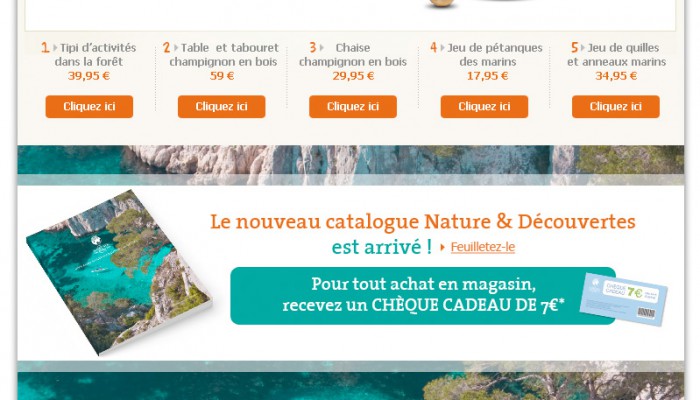 1 Tipi d'activités
dans la forêt
39,95 €
Cliquez ici
2 Table et tabouret
champignon en bois
59 €
Cliquez ici
3 Chaise
champignon en bois
29,95 €
Cliquez ici
4 Jeu de pétanques
des marins
17,95 €
Cliquez ici
5 Jeu de quilles
et anneaux marins
34,95 €
Cliquez ici
Le nouveau catalogue Nature & Découvertes
est arrivé ! Feuilletez-le
Pour tout achat en magasin,
recevez un CHÈQUE CADEAU DE 7€*
CHÈQUE
CADEAU
7€